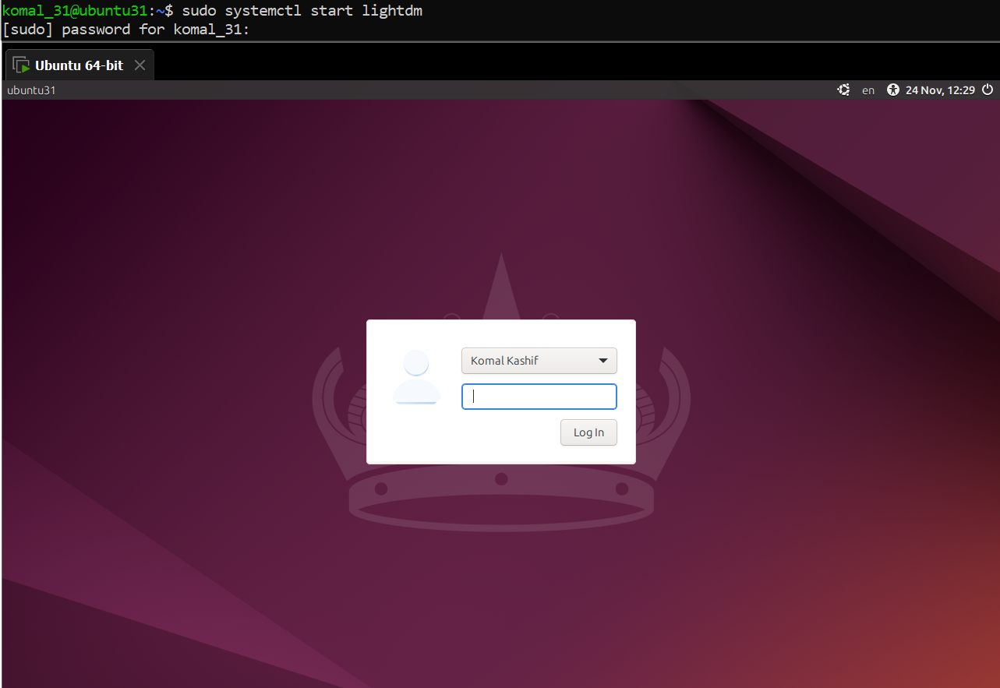 komal_31@ubuntu31:~$ sudo systemctl start lightdm
[sudo] password for komal_31:
Ubuntu 64-bit
ubuntu31 en 24 Nov, 12:29
Komal Kashif
Log In